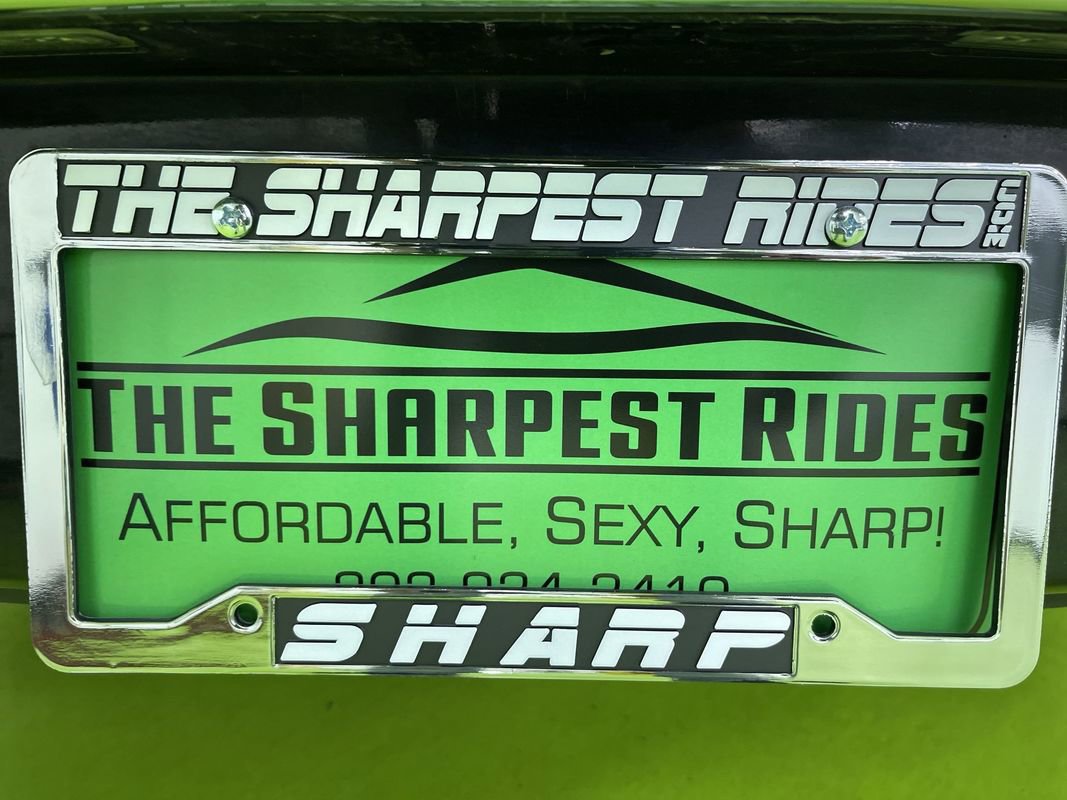 THE SHARPEST RIDES.COM
THE SHARPEST RIDES
AFFORDABLE, SEXY, SHARP!
SHARP